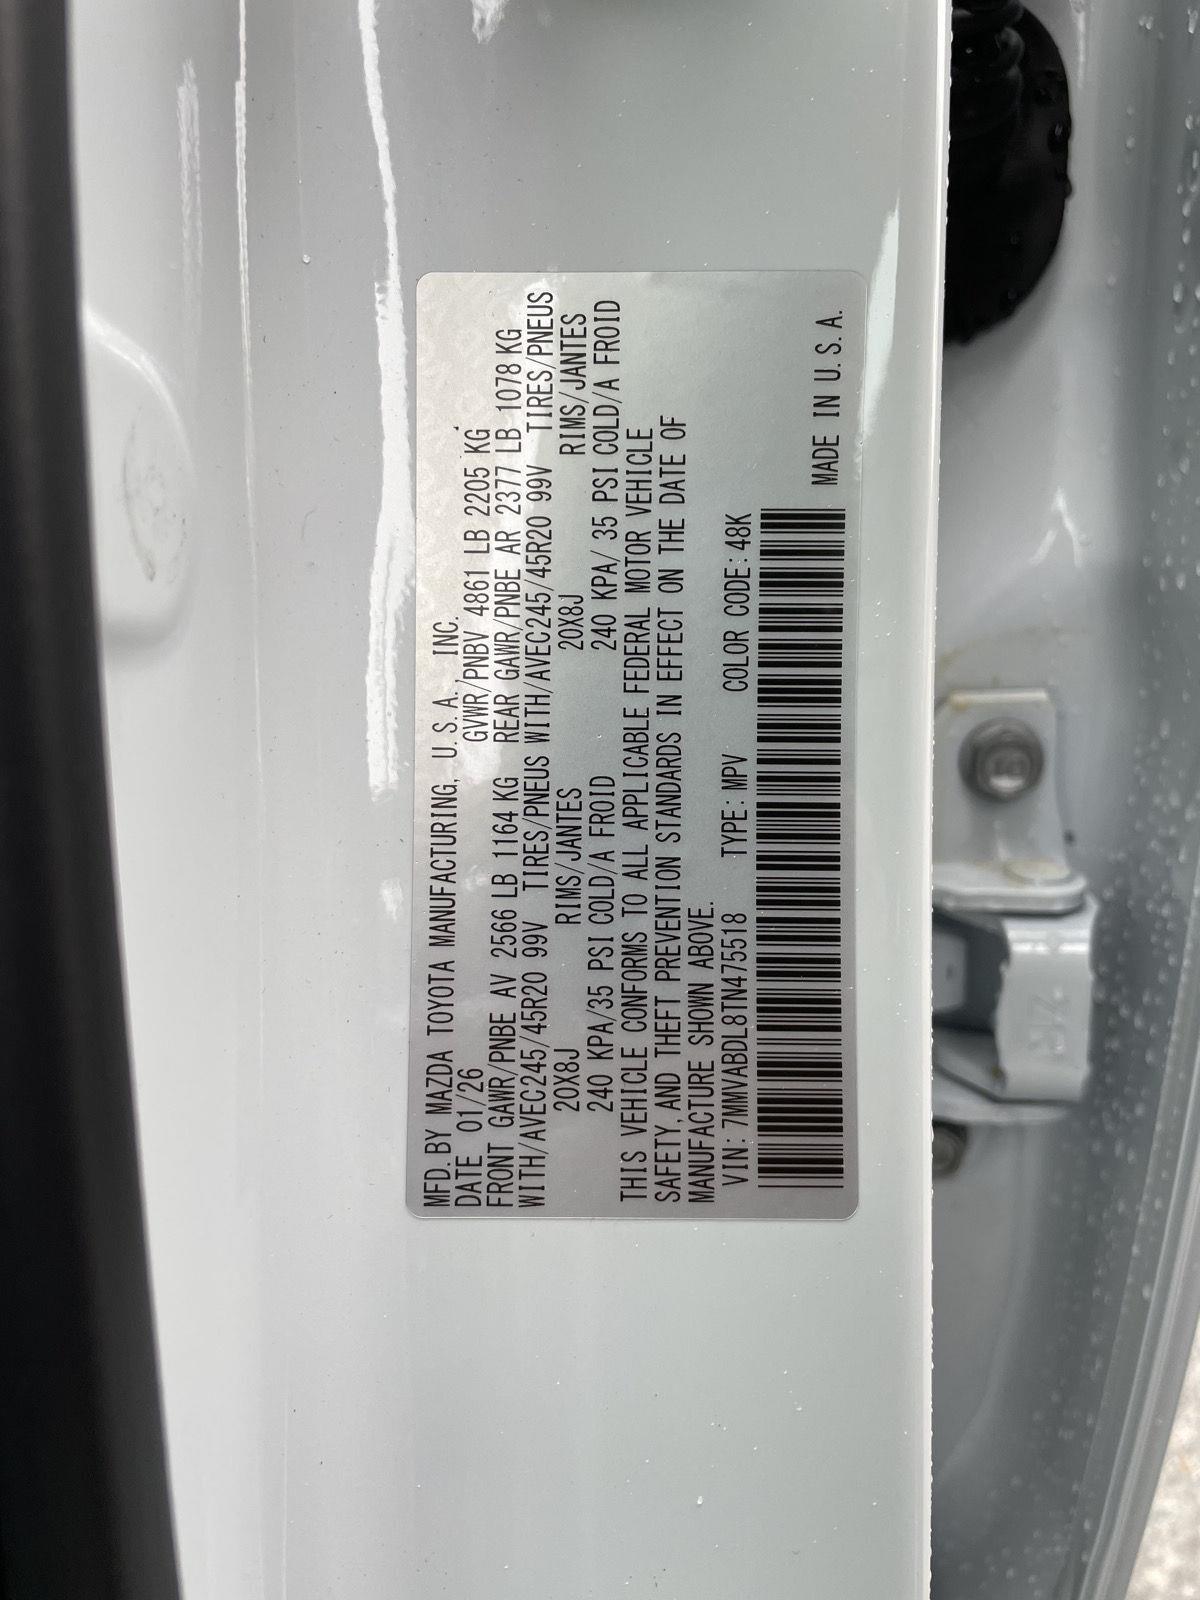 MFD. BY MAZDA TOYOTA MANUFACTURING, U.S.A. INC.
DATE 01/26 GVWR/PNBV 4861 LB 2205 KG
FRONT GAWR/PNBE AV 2566 LB 1164 KG REAR GAWR/PNBE AR 2377 LB 1078 KG
WITH/AVEC245/45R20 99V TIRES/PNEUS WITH/AVEC245/45R20 99V TIRES/PNEUS
20X8J RIMS/JANTES 20X8J RIMS/JANTES
240 KPA/35 PSI COLD/A FROID 240 KPA/ 35 PSI COLD/A FROID
THIS VEHICLE CONFORMS TO ALL APPLICABLE FEDERAL MOTOR VEHICLE
SAFETY, AND THEFT PREVENTION STANDARDS IN EFFECT ON THE DATE OF
MANUFACTURE SHOWN ABOVE.
VIN: 7MMVABDL8TN475518 TYPE: MPV COLOR CODE: 48K
MADE IN U.S.A.